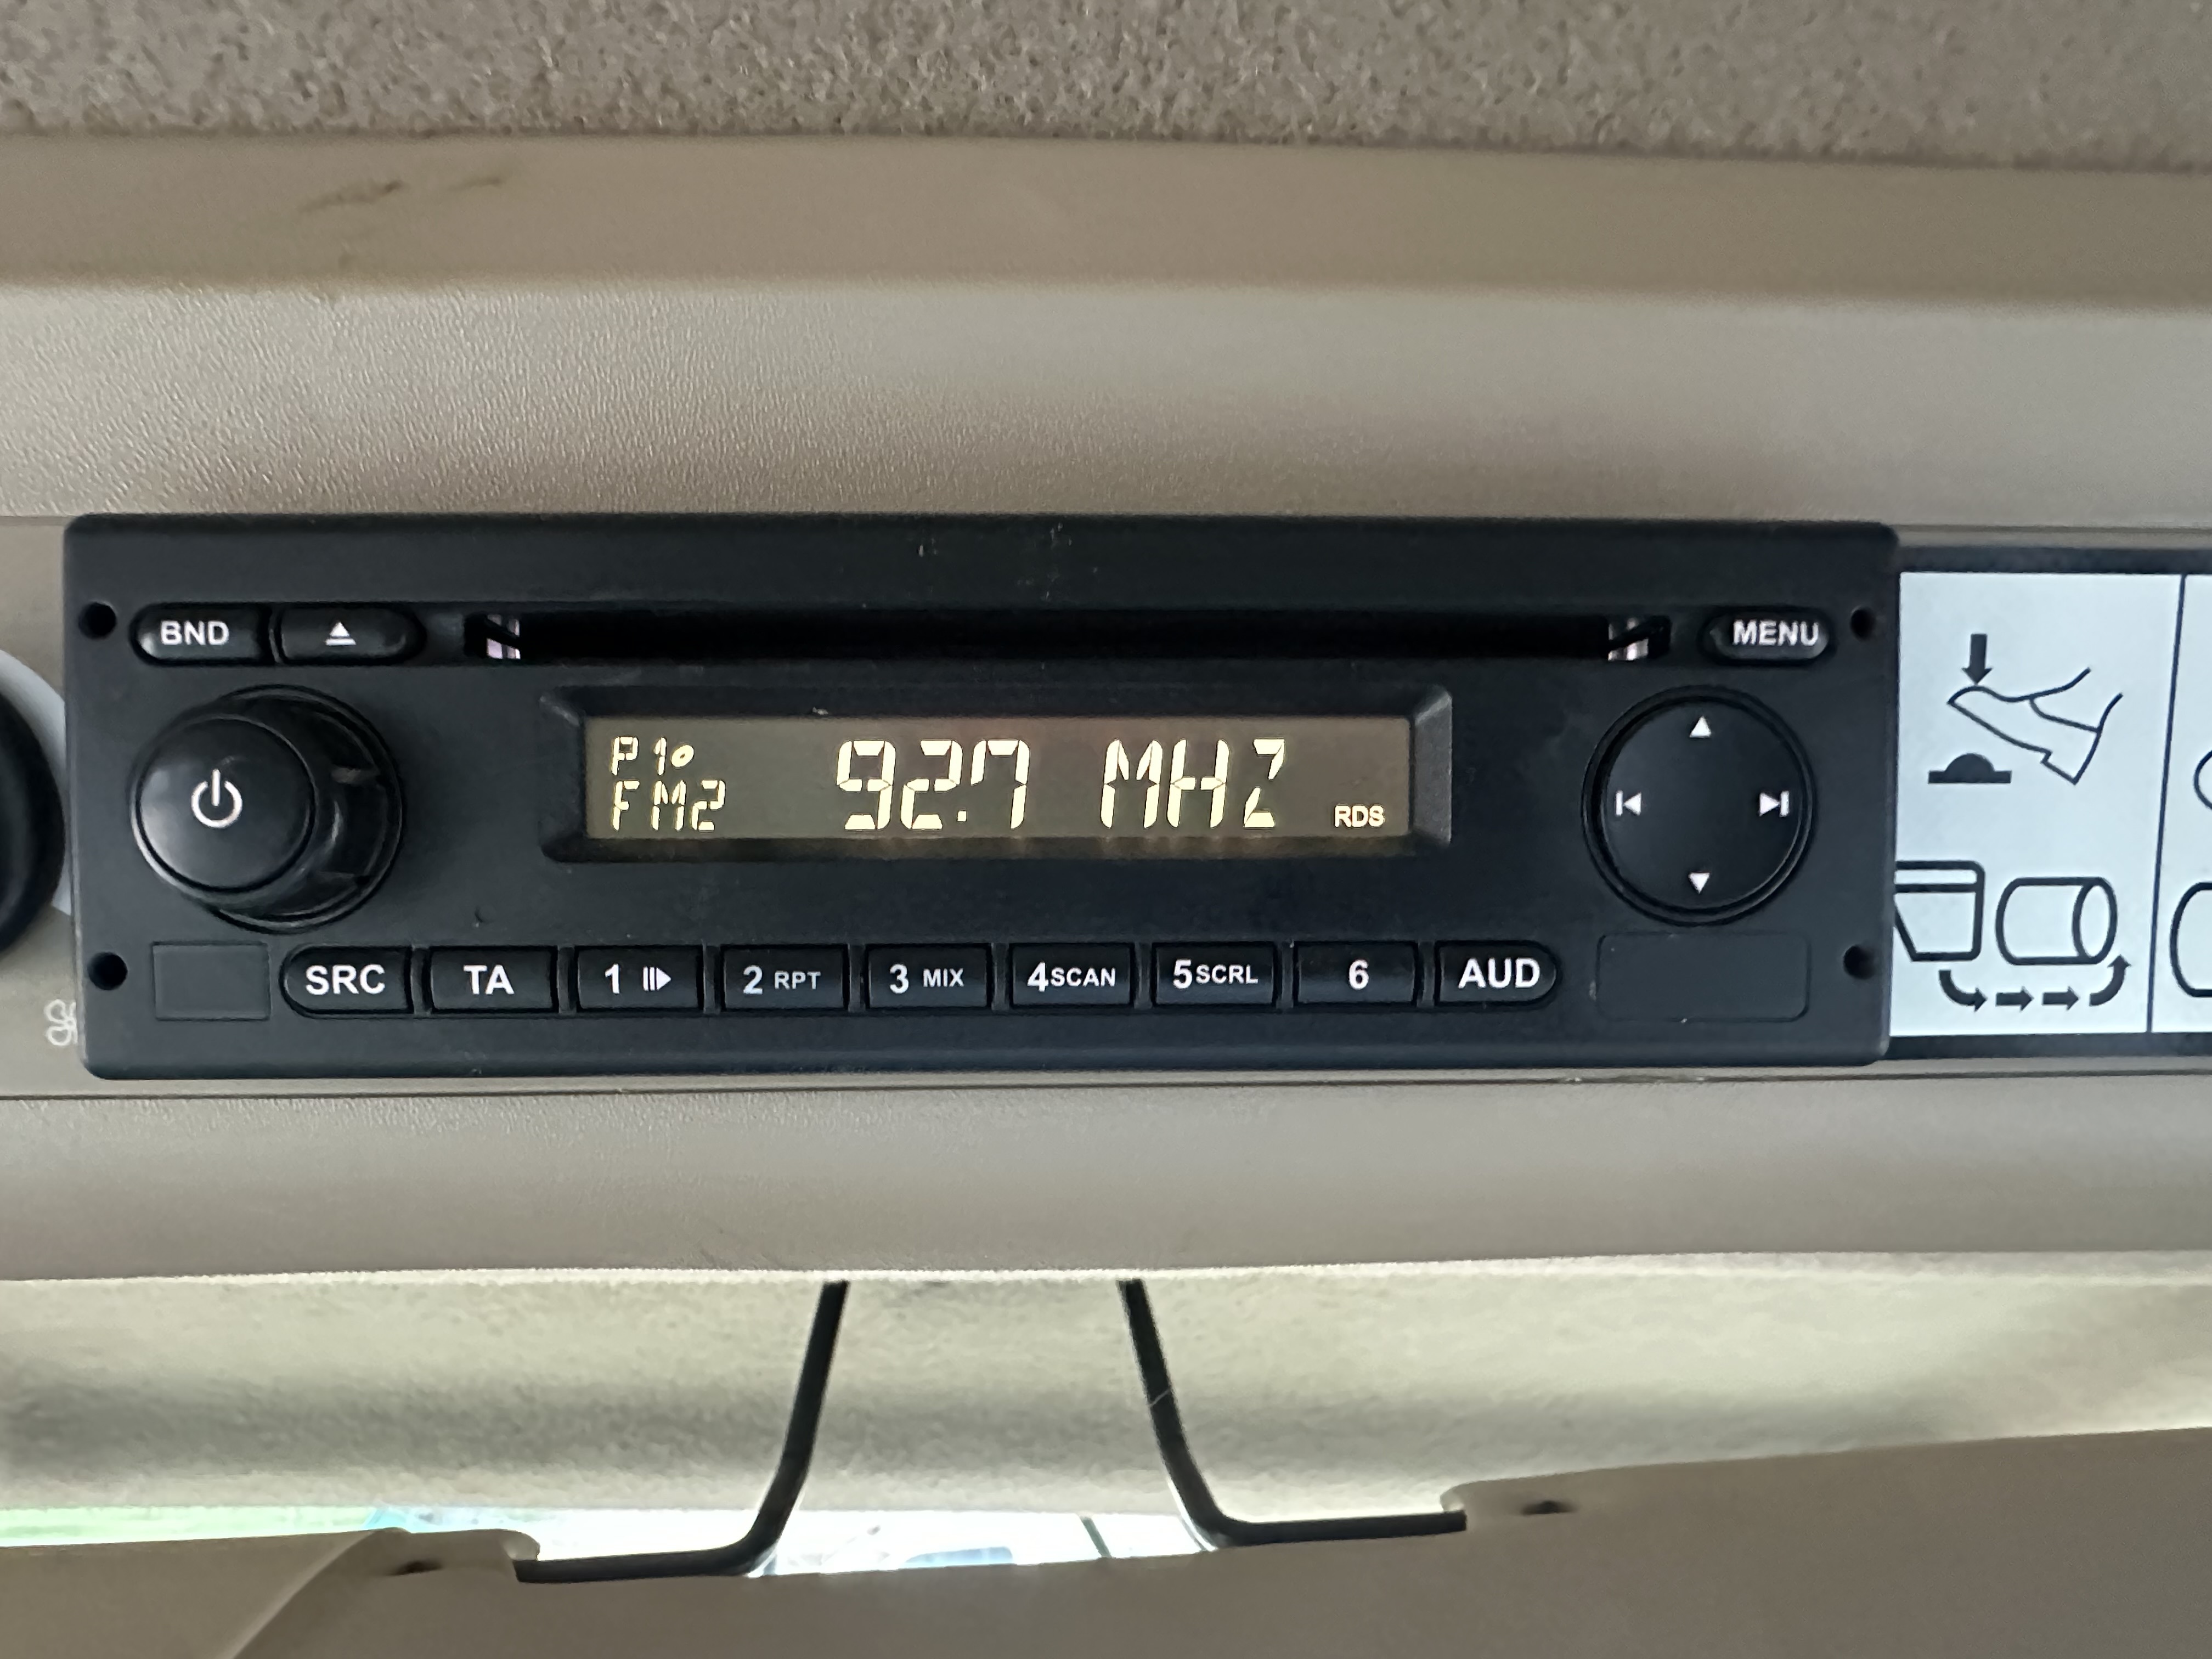 BND
MENU
P1
FM2
92.7 MHZ
RDS
SRC TA 1 2 RPT 3 MIX 4SCAN 5SCRL 6 AUD